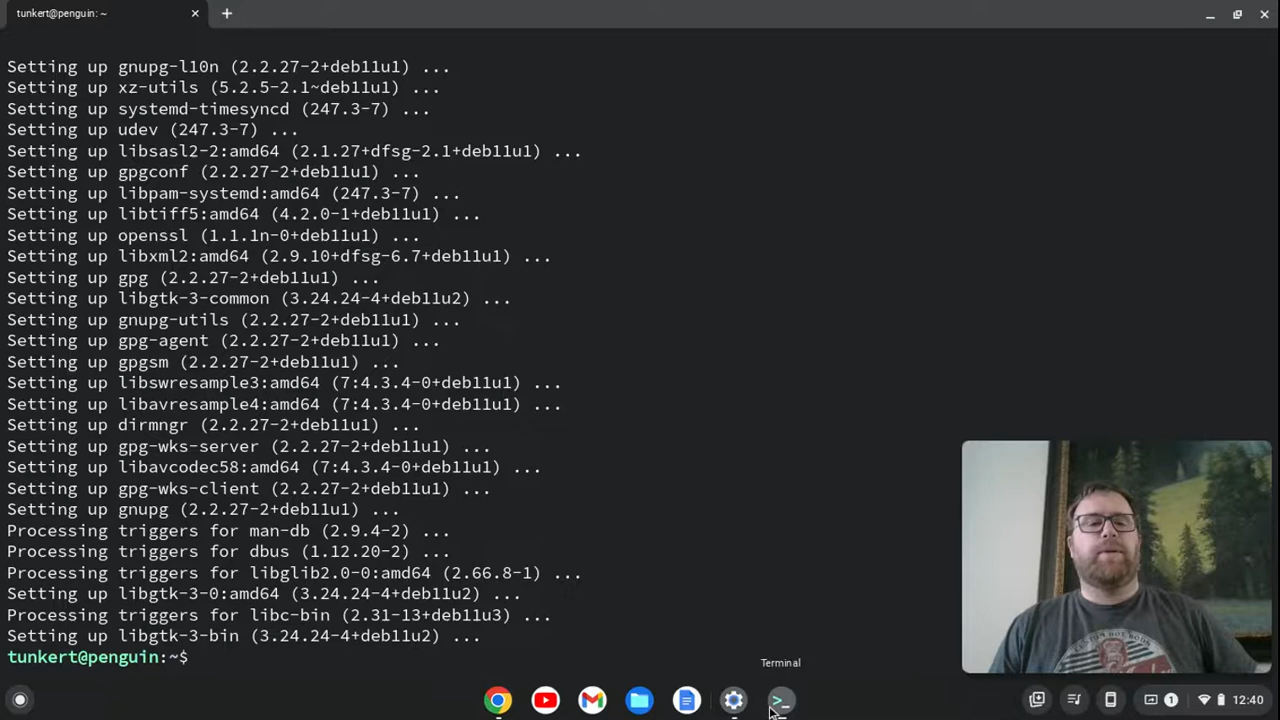 tunkert@penguin: ~
Setting up gnupg-l10n (2.2.27-2+deb11u1) ...
Setting up xz-utils (5.2.5-2.1~deb11u1) ...
Setting up systemd-timesyncd (247.3-7) ...
Setting up udev (247.3-7) ...
Setting up libsasl2-2:amd64 (2.1.27+dfsg-2.1+deb11u1) ...
Setting up gpgconf (2.2.27-2+deb11u1) ...
Setting up libpam-systemd:amd64 (247.3-7) ...
Setting up libtiff5:amd64 (4.2.0-1+deb11u1) ...
Setting up openssl (1.1.1n-0+deb11u1) ...
Setting up libxml2:amd64 (2.9.10+dfsg-6.7+deb11u1) ...
Setting up gpg (2.2.27-2+deb11u1) ...
Setting up libgtk-3-common (3.24.24-4+deb11u2) ...
Setting up gnupg-utils (2.2.27-2+deb11u1) ...
Setting up gpg-agent (2.2.27-2+deb11u1) ...
Setting up gpgsm (2.2.27-2+deb11u1) ...
Setting up libswresample3:amd64 (7:4.3.4-0+deb11u1) ...
Setting up libavresample4:amd64 (7:4.3.4-0+deb11u1) ...
Setting up dirmngr (2.2.27-2+deb11u1) ...
Setting up gpg-wks-server (2.2.27-2+deb11u1) ...
Setting up libavcodec58:amd64 (7:4.3.4-0+deb11u1) ...
Setting up gpg-wks-client (2.2.27-2+deb11u1) ...
Setting up gnupg (2.2.27-2+deb11u1) ...
Processing triggers for man-db (2.9.4-2) ...
Processing triggers for dbus (1.12.20-2) ...
Processing triggers for libglib2.0-0:amd64 (2.66.8-1) ...
Setting up libgtk-3-0:amd64 (3.24.24-4+deb11u2) ...
Processing triggers for libc-bin (2.31-13+deb11u3) ...
Setting up libgtk-3-bin (3.24.24-4+deb11u2) ...
tunkert@penguin:~$
Terminal
1
12:40